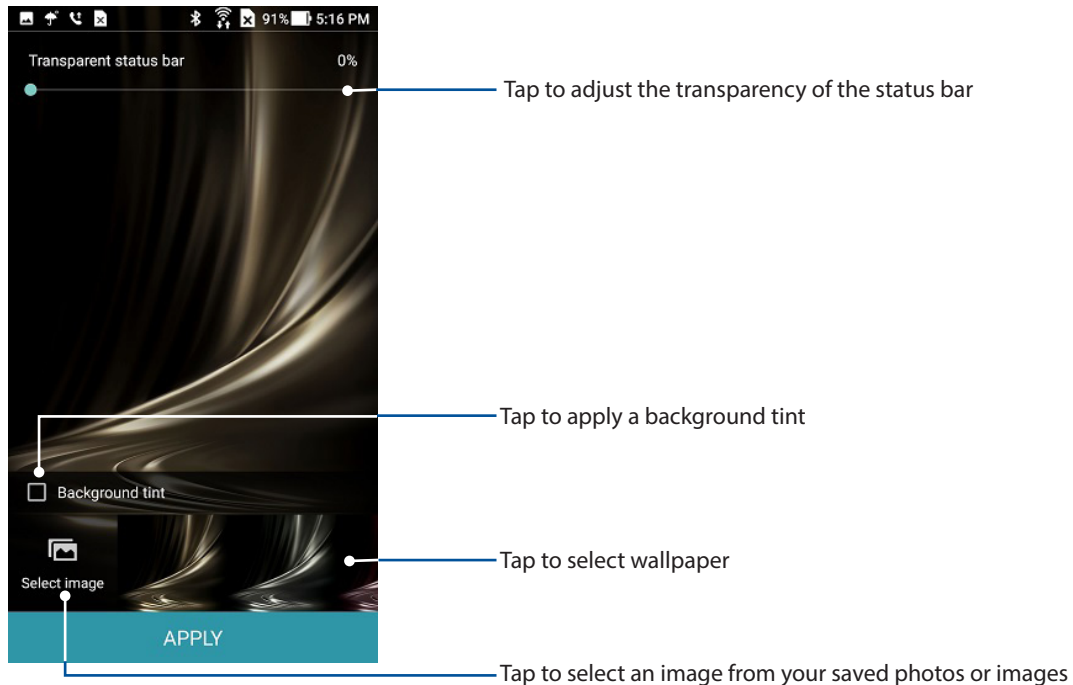 91% 5:16 PM
Transparent status bar 0%
Tap to adjust the transparency of the status bar
Tap to apply a background tint
Background tint
Tap to select wallpaper
Select image
APPLY
Tap to select an image from your saved photos or images